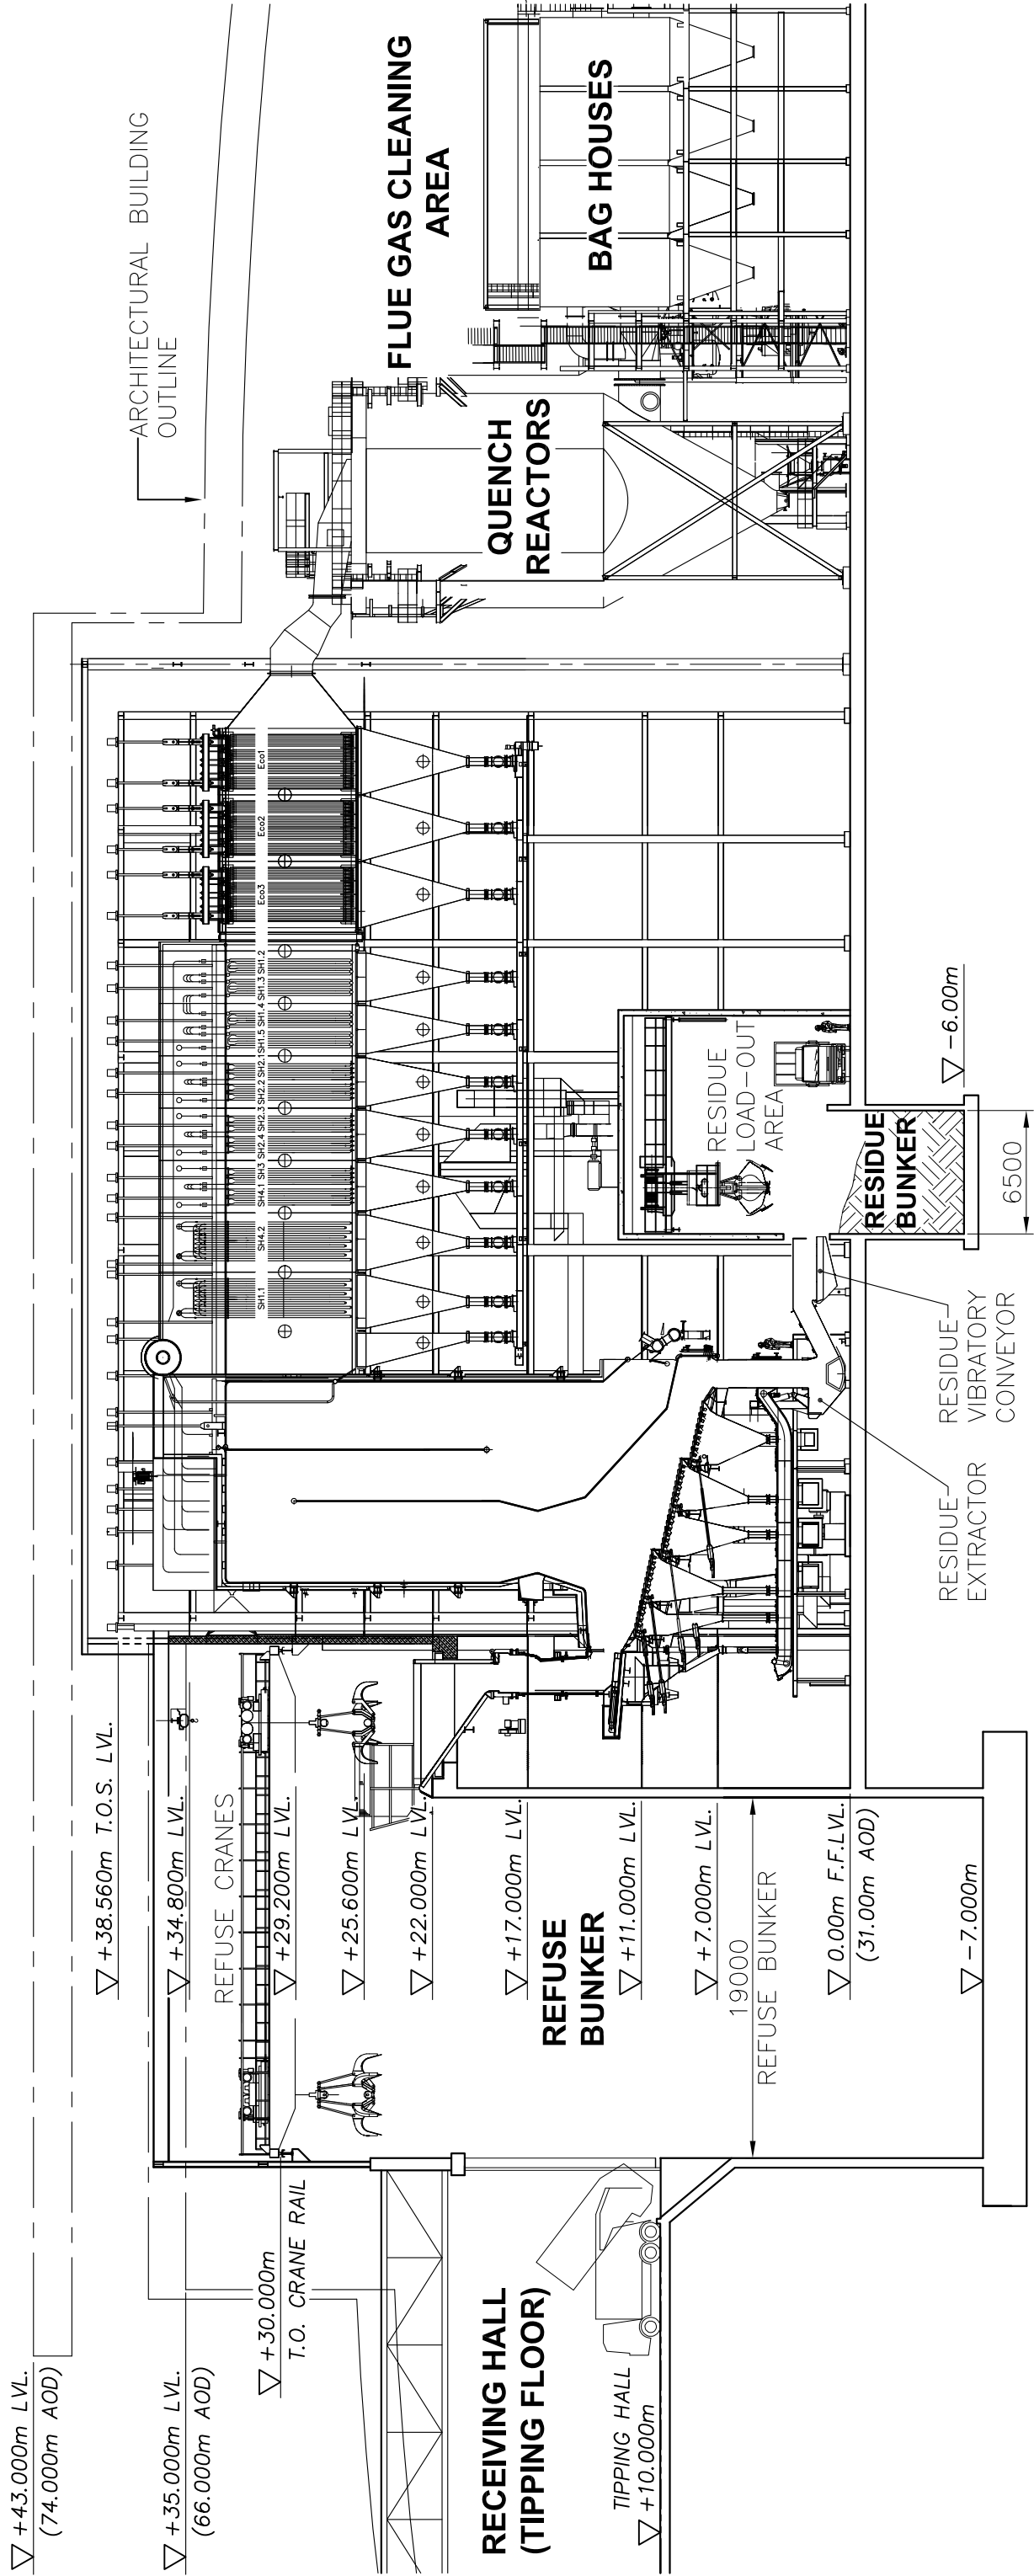 +43.000m LVL.
(74.000m AOD)
+35.000m LVL.
(66.000m AOD)
+30.000m
T.O. CRANE RAIL
RECEIVING HALL
(TIPPING FLOOR)
TIPPING HALL
+10.000m
+38.560m T.O.S. LVL.
+34.800m LVL.
REFUSE CRANES
+29.200m LVL.
+25.600m LVL.
+22.000m LVL.
+17.000m LVL.
REFUSE
BUNKER
+11.000m LVL.
+7.000m LVL.
19000
REFUSE BUNKER
0.00m F.F.LVL.
(31.00m AOD)
-7.000m
SH1.1
SH4.2
SH4.1
SH3
SH2.4
SH2.3
SH2.2
SH2.1
SH1.5
SH1.4
SH1.3
SH1.2
Eco3
Eco2
Eco1
RESIDUE
EXTRACTOR
RESIDUE
VIBRATORY
CONVEYOR
RESIDUE
LOAD-OUT
AREA
RESIDUE
BUNKER
6500
-6.00m
ARCHITECTURAL BUILDING
OUTLINE
QUENCH
REACTORS
FLUE GAS CLEANING
AREA
BAG HOUSES